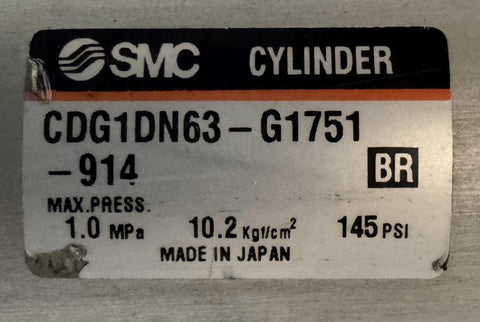 SMC CYLINDER
CDG1DN63-G1751
-914
BR
MAX.PRESS.
1.0 MPa 10.2 Kgf/cm² 145 PSI
MADE IN JAPAN